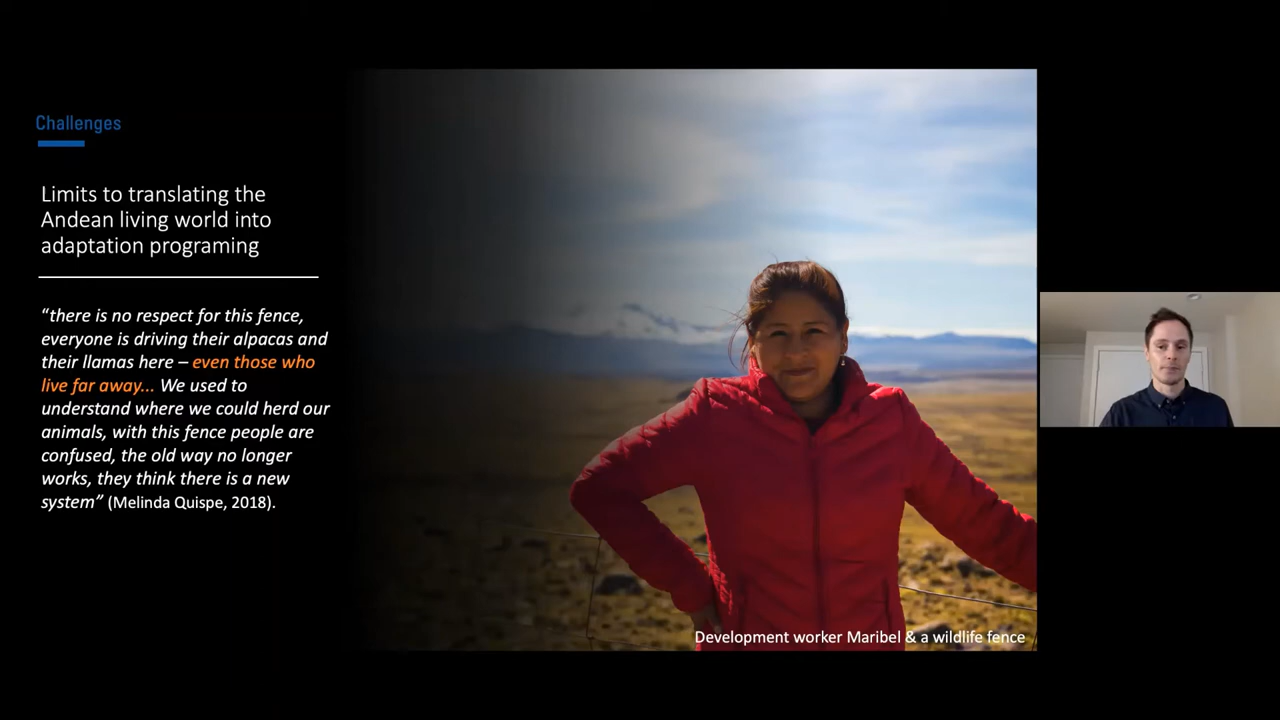 Challenges
Limits to translating the
Andean living world into
adaptation programing
“there is no respect for this fence,
everyone is driving their alpacas and
their llamas here – even those who
live far away... We used to
understand where we could herd our
animals, with this fence people are
confused, the old way no longer
works, they think there is a new
system” (Melinda Quispe, 2018).
Development worker Maribel & a wildlife fence